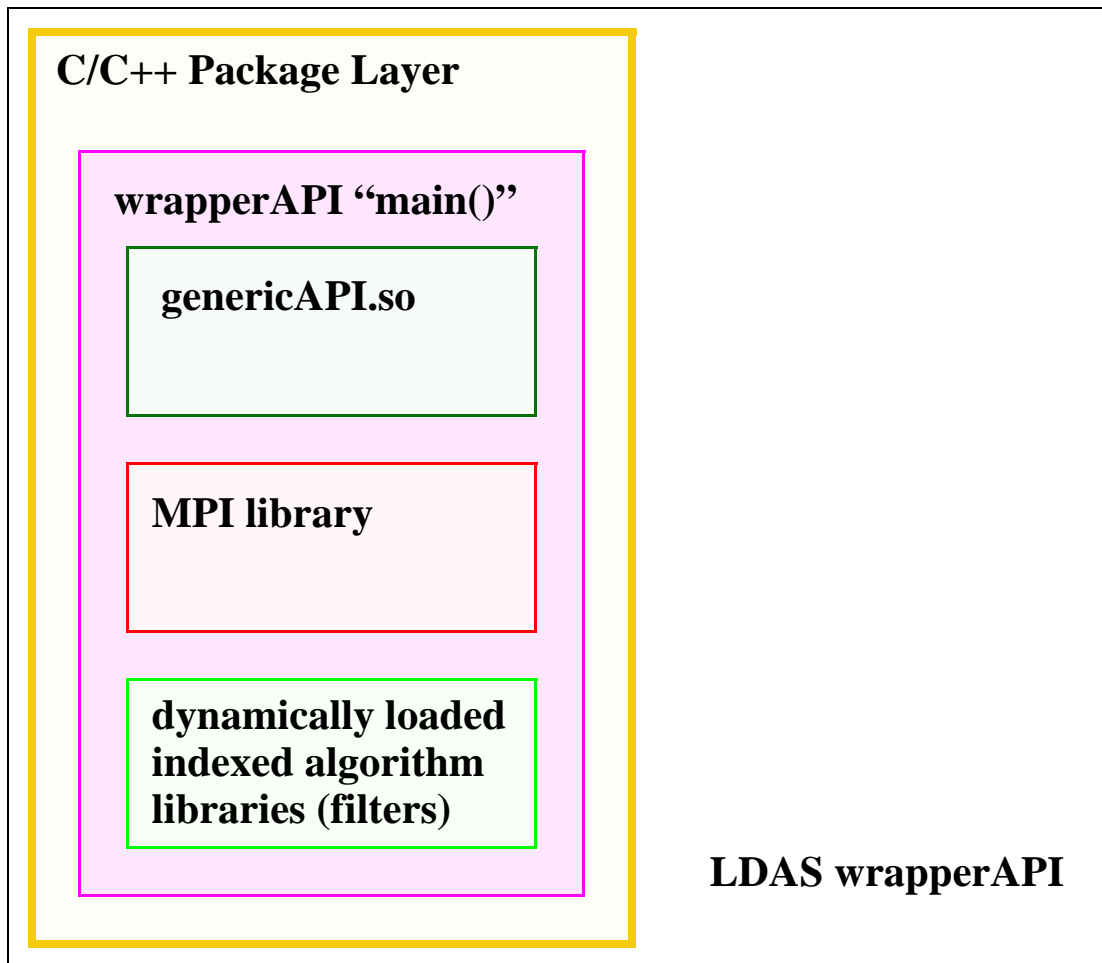 C/C++ Package Layer
wrapperAPI “main()”
genericAPI.so
MPI library
dynamically loaded
indexed algorithm
libraries (filters)
LDAS wrapperAPI